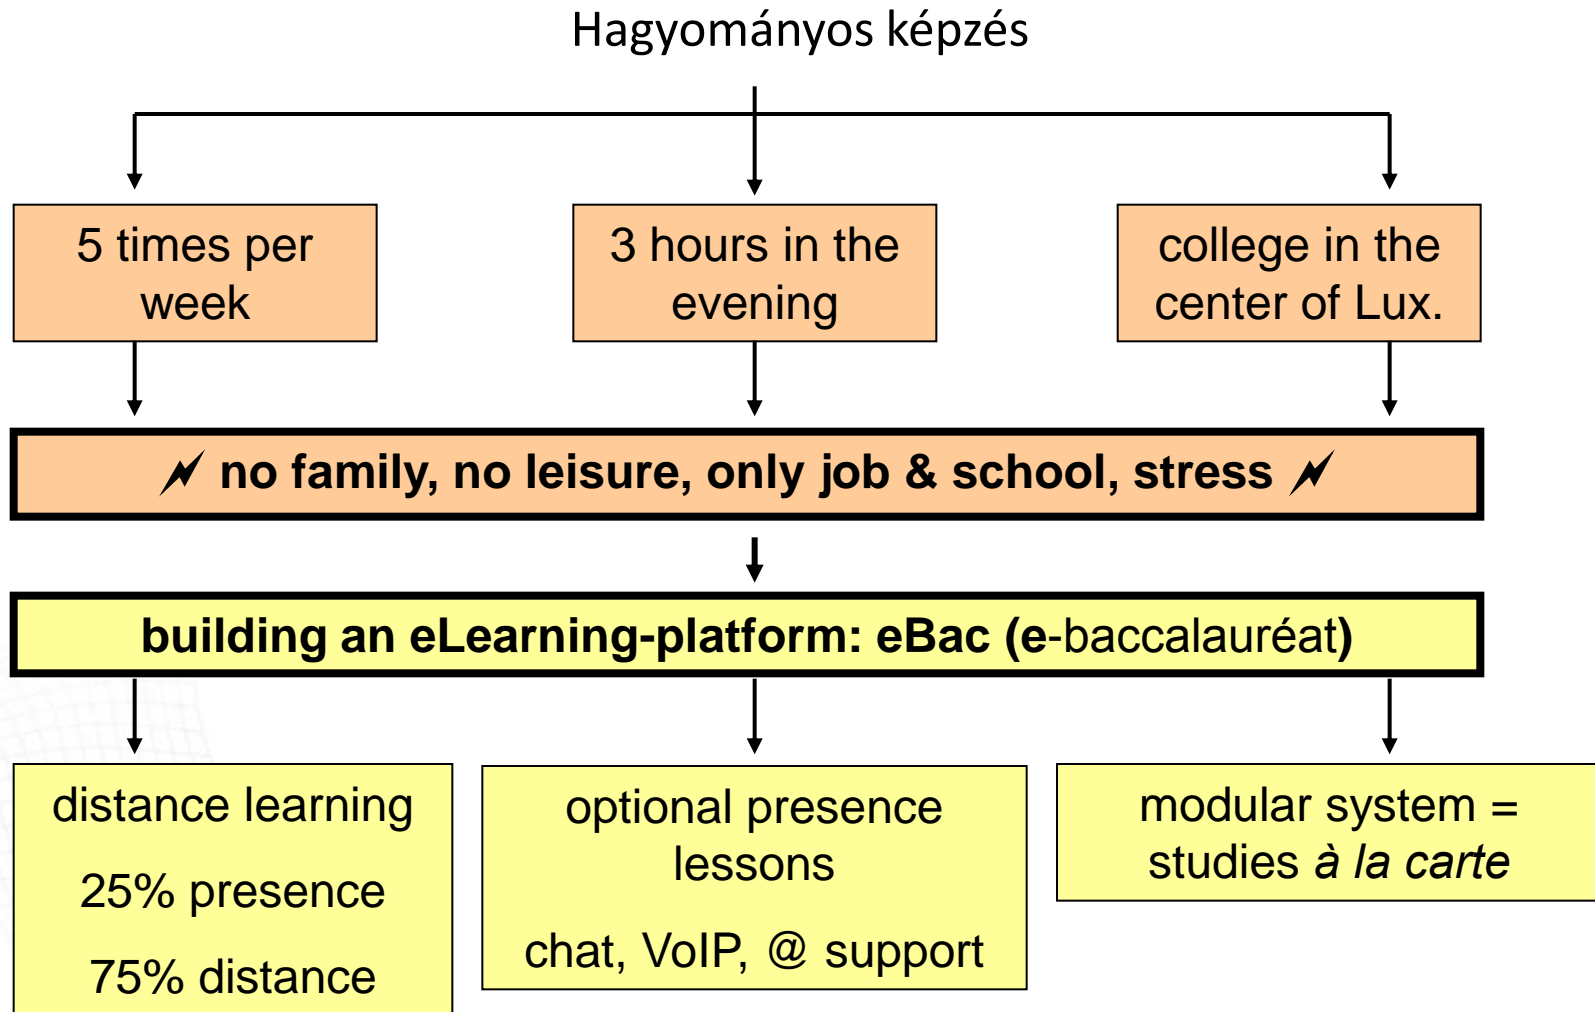 Hagyományos képzés
5 times per
week
3 hours in the
evening
college in the
center of Lux.
no family, no leisure, only job & school, stress
building an eLearning-platform: eBac (e-baccalauréat)
distance learning
25% presence
75% distance
optional presence
lessons
chat, VoIP, @ support
modular system =
studies à la carte